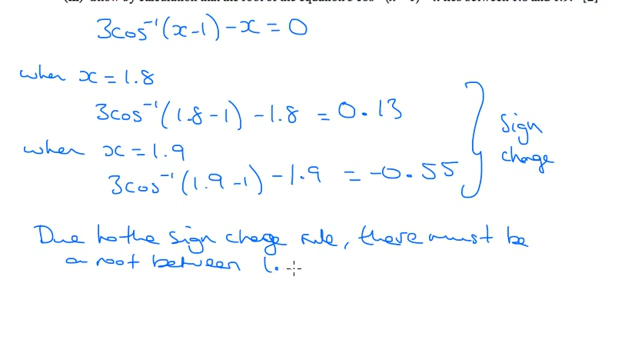 3cos⁻¹(x-1) - x = 0
when x = 1.8
3cos⁻¹(1.8-1) - 1.8 = 0.13
when x = 1.9
3cos⁻¹(1.9-1) - 1.9 = -0.55
sign
change
Due to the sign change rule, there must be
a root between 1.